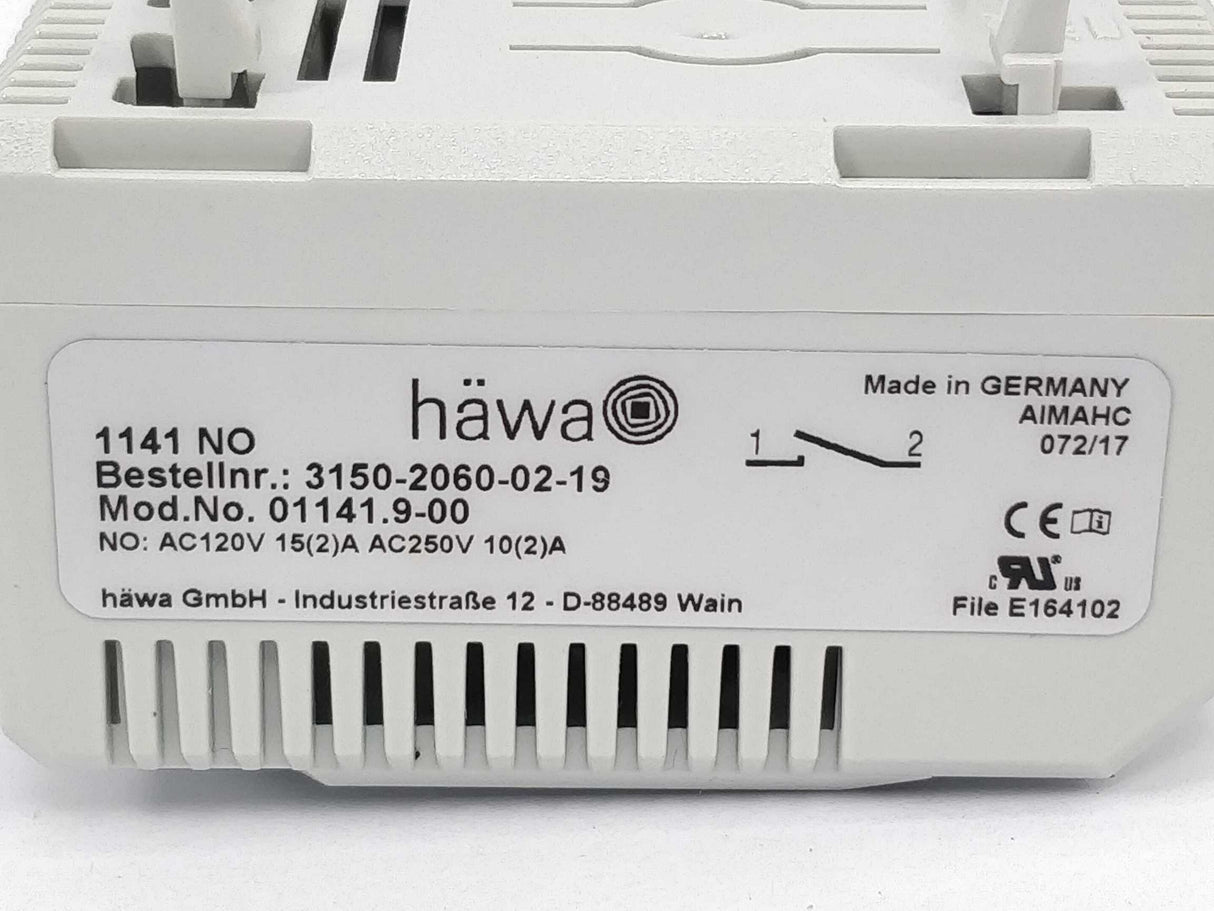 häwa
Made in GERMANY
AIMAHC
072/17
1141 NO
1 2
Bestellnr.: 3150-2060-02-19
Mod.No. 01141.9-00
NO: AC120V 15(2)A AC250V 10(2)A
CE i
c RU® us
File E164102
häwa GmbH - Industriestraße 12 - D-88489 Wain